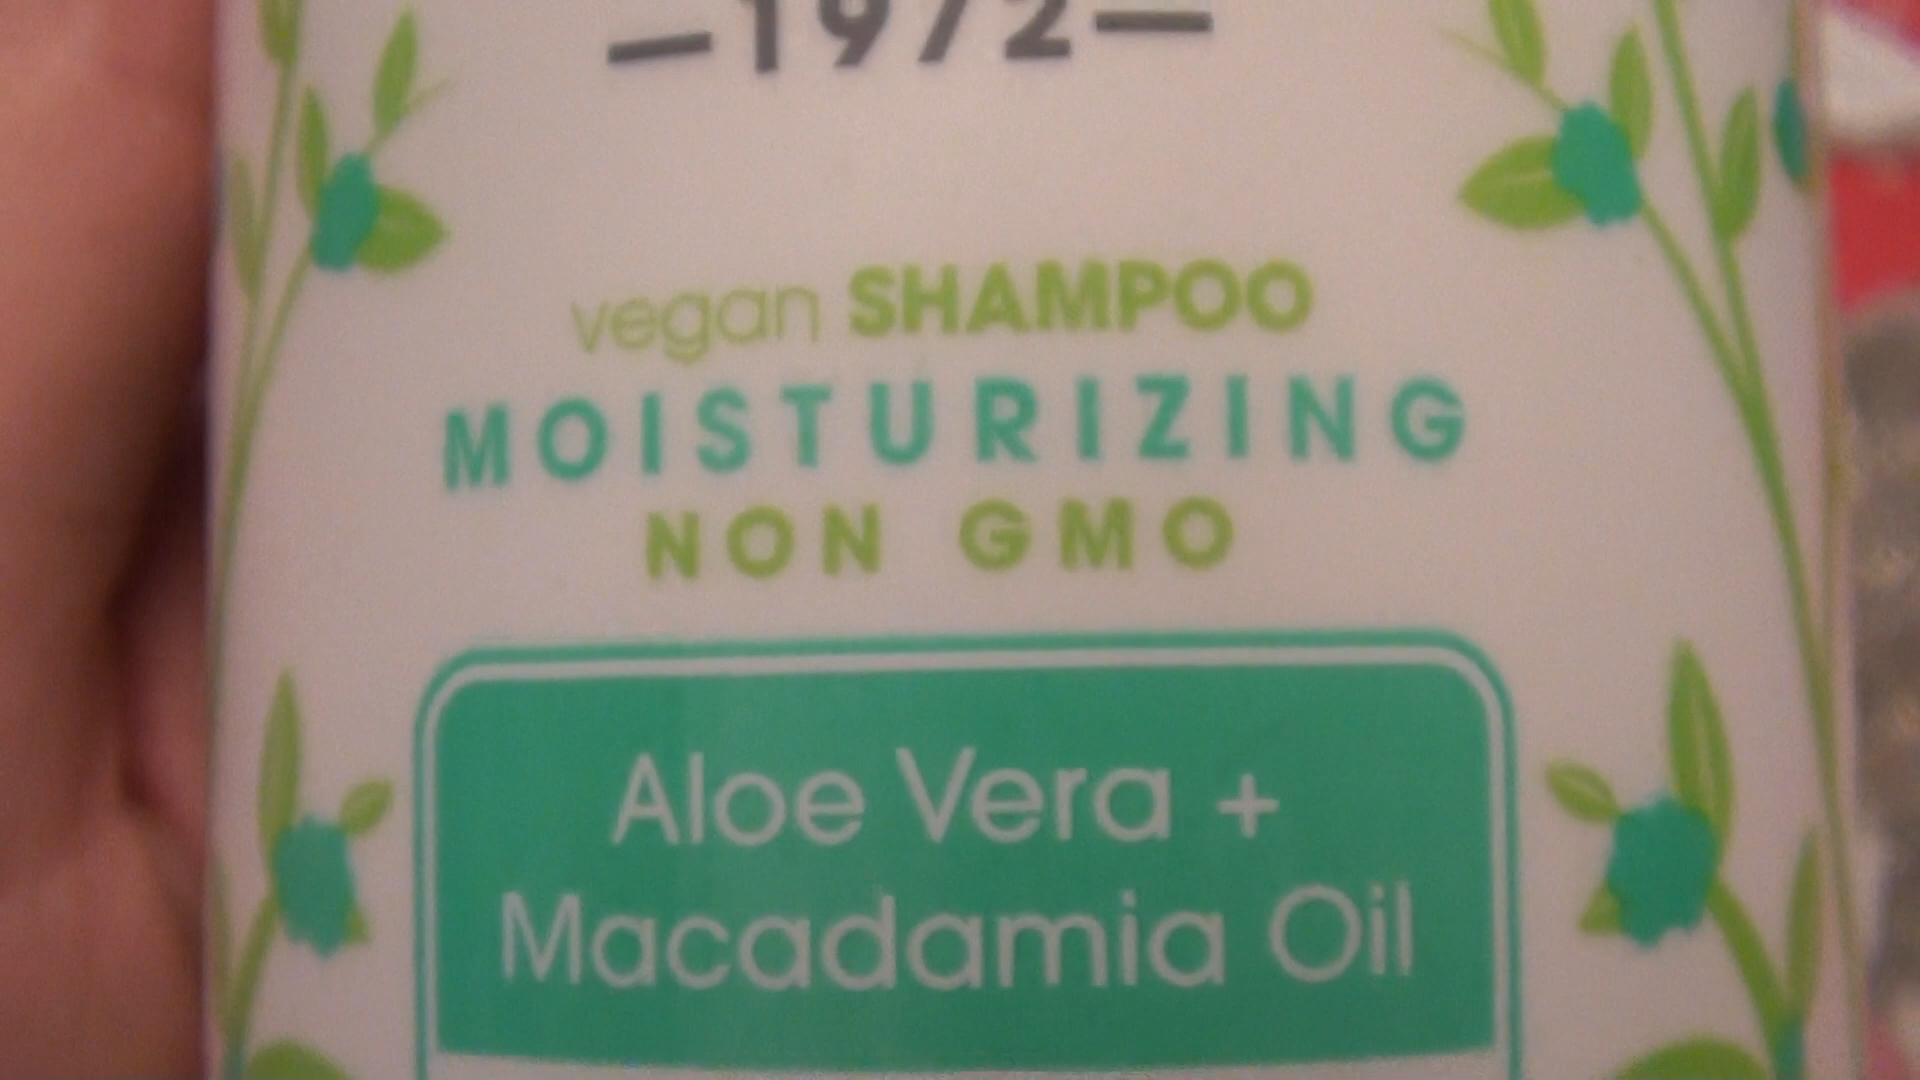 —1972—
vegan SHAMPOO
MOISTURIZING
NON GMO
Aloe Vera +
Macadamia Oil